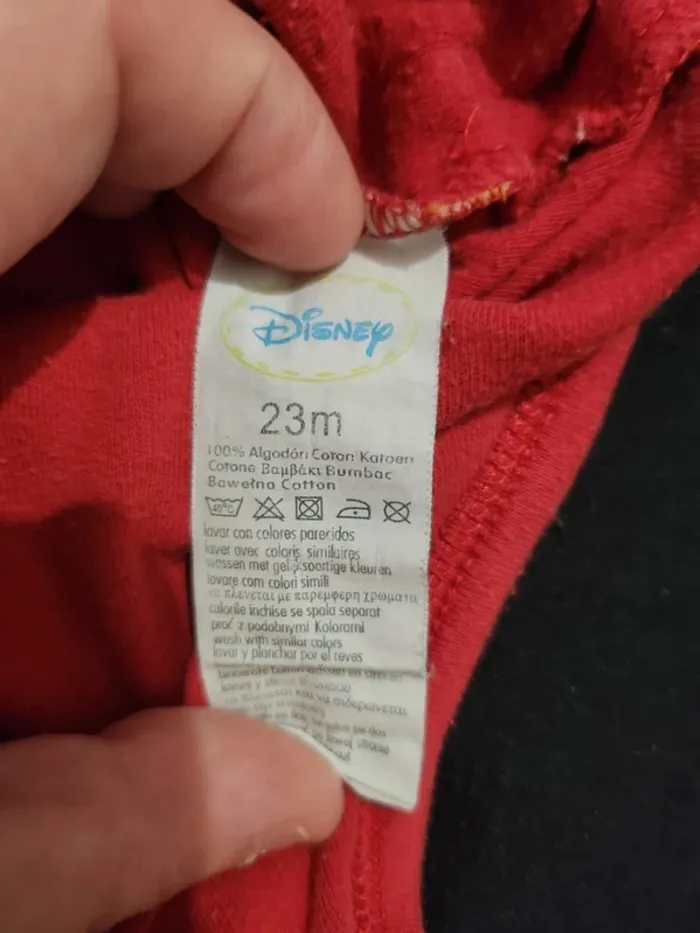 Disney
23m
100% Algodón Coton Katoen
Cotone Βαμβάκι Bumbac
Bawełna Cotton
40°C
lavar con colores parecidos
laver avec coloris similaires
wassen met gelijksoortige kleuren
lavare com colori simili
να πλένεται με παρεμφερη χρωματα
culorile inchise se spala separat
prać z podobnymi Kolorami
wash with similar colors
lavar y planchar por el reves